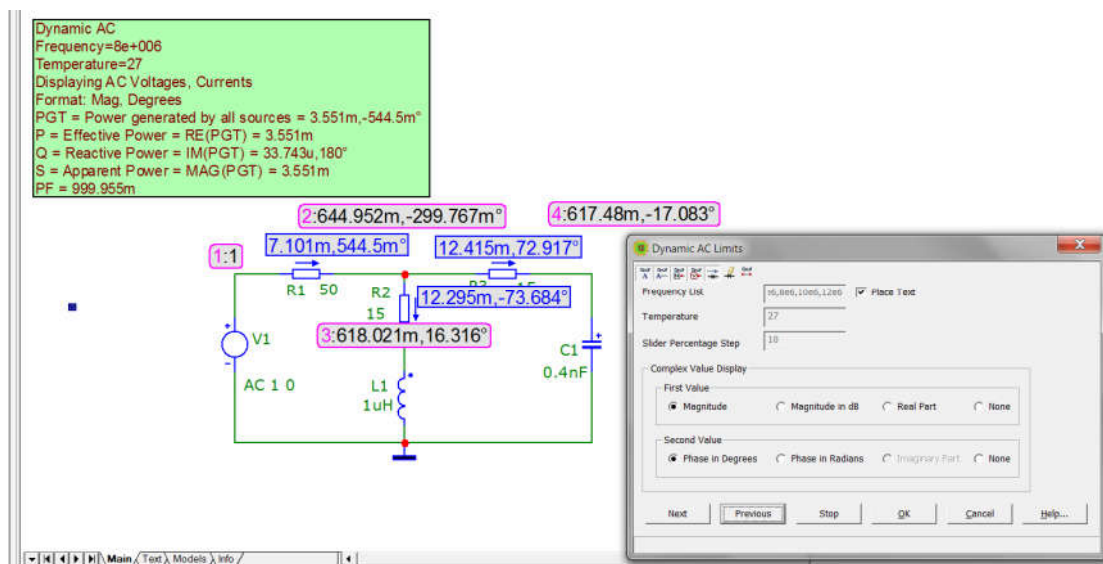 Dynamic AC
Frequency=8e+006
Temperature=27
Displaying AC Voltages, Currents
Format: Mag, Degrees
PGT = Power generated by all sources = 3.551m,-544.5m°
P = Effective Power = RE(PGT) = 3.551m
Q = Reactive Power = IM(PGT) = 33.743u,180°
S = Apparent Power = MAG(PGT) = 3.551m
PF = 999.955m
2:644.952m,-299.767m°
4:617.48m,-17.083°
1:1
7.101m,544.5m°
12.415m,72.917°
R1 50
R2
15
12.295m,-73.684°
3:618.021m,16.316°
V1
AC 1 0
L1
1uH
C1
0.4nF
Dynamic AC Limits
Frequency List
e6,8e6,10e6,12e6
Place Text
Temperature
27
Slider Percentage Step
10
Complex Value Display
First Value
Magnitude
Magnitude in dB
Real Part
None
Second Value
Phase in Degrees
Phase in Radians
Imaginary Part
None
Next
Previous
Stop
OK
Cancel
Help...
Main
Text
Models
Info